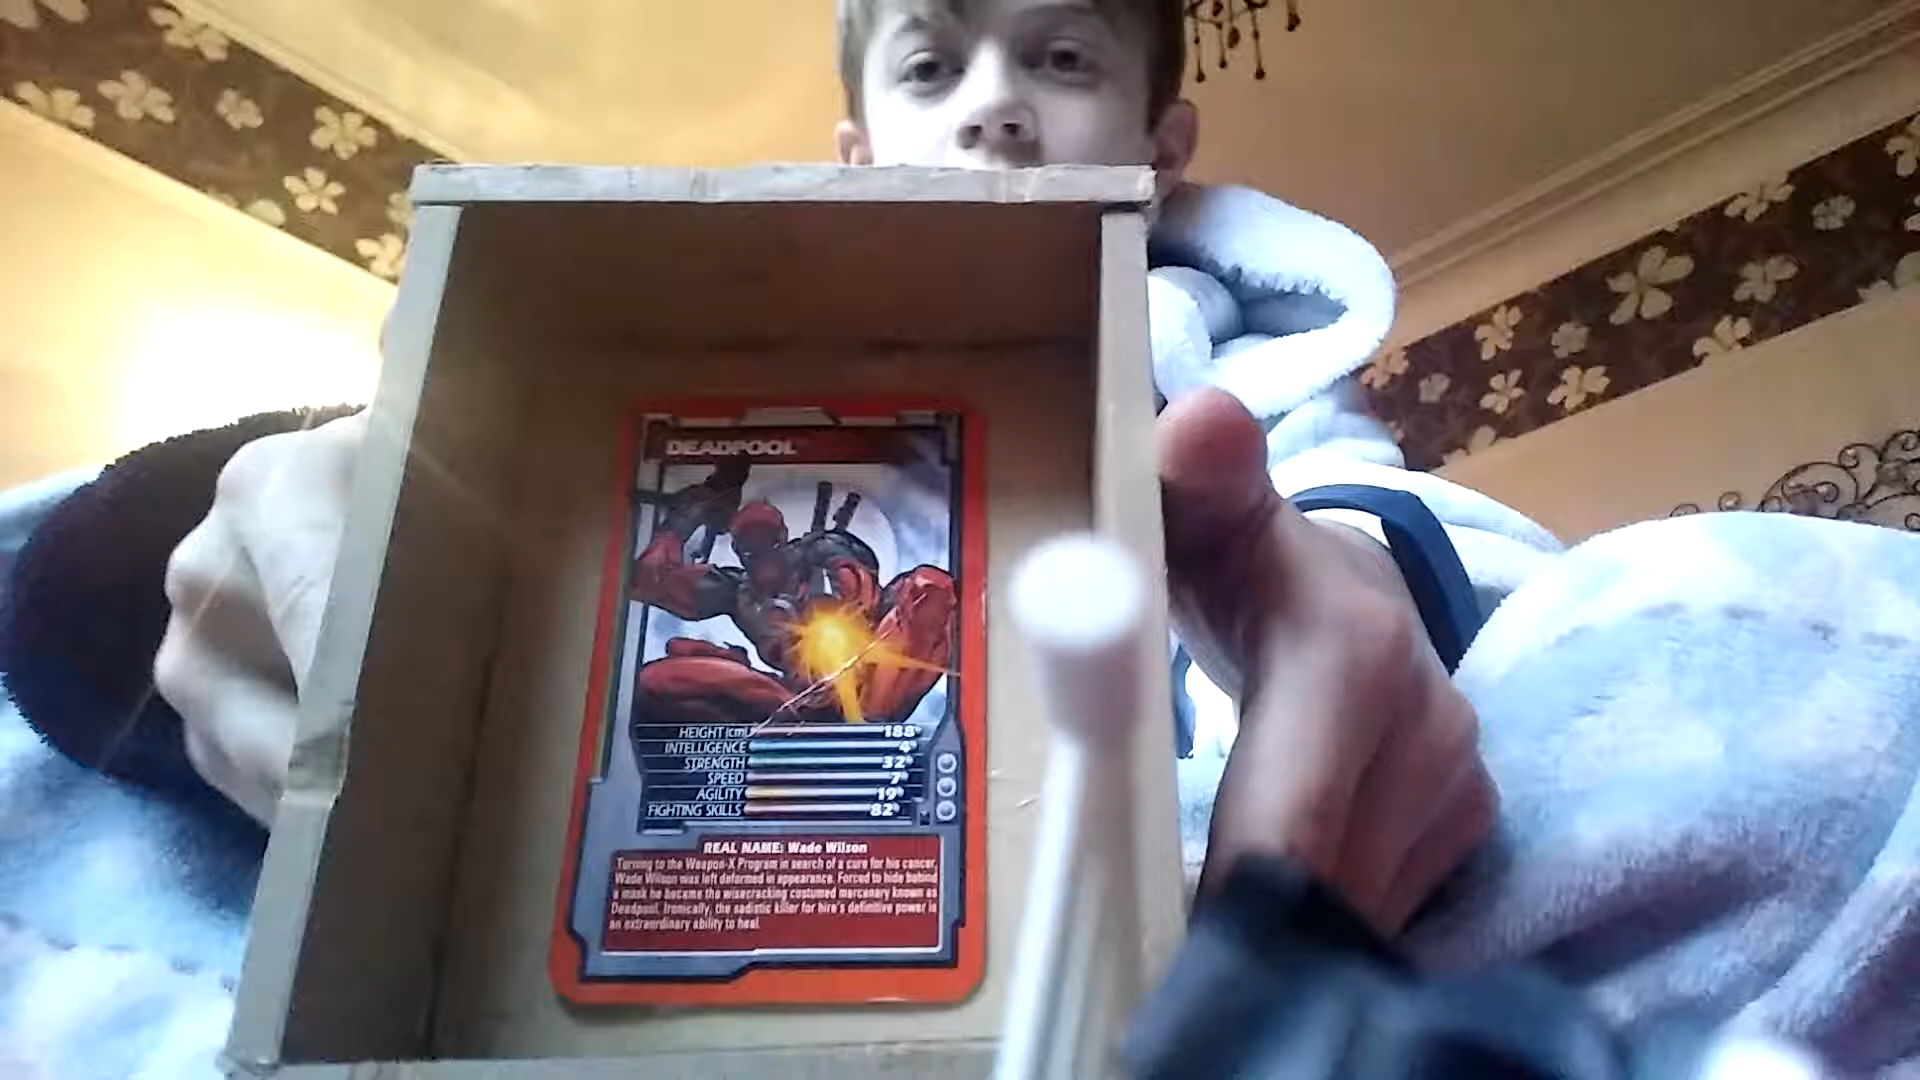 DEADPOOL™
HEIGHT (cm) 188
INTELLIGENCE 4
STRENGTH 32
SPEED 7
AGILITY 19
FIGHTING SKILLS 82
REAL NAME: Wade Wilson
Turning to the Weapon-X Program in search of a cure for his cancer,
Wade Wilson was left deformed in appearance. Forced to hide behind
a mask he became the wisecracking costumed mercenary known as
Deadpool. Ironically, the sadistic killer for hire's definitive power is
an extraordinary ability to heal.